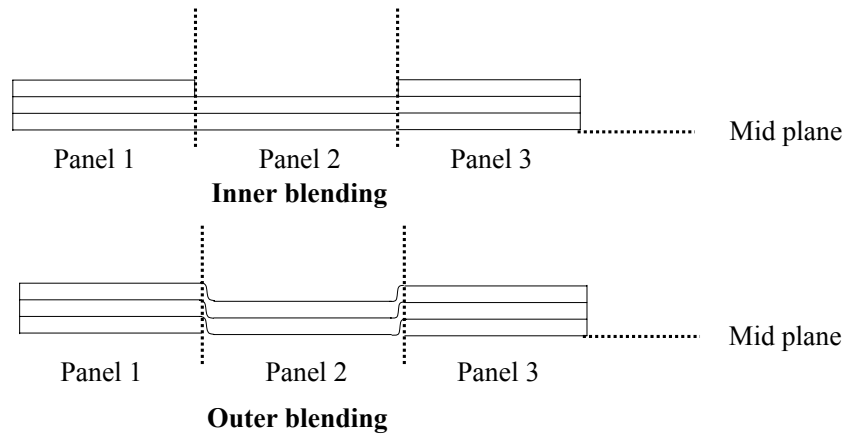 Mid plane
Panel 1 Panel 2 Panel 3
Inner blending
Mid plane
Panel 1 Panel 2 Panel 3
Outer blending